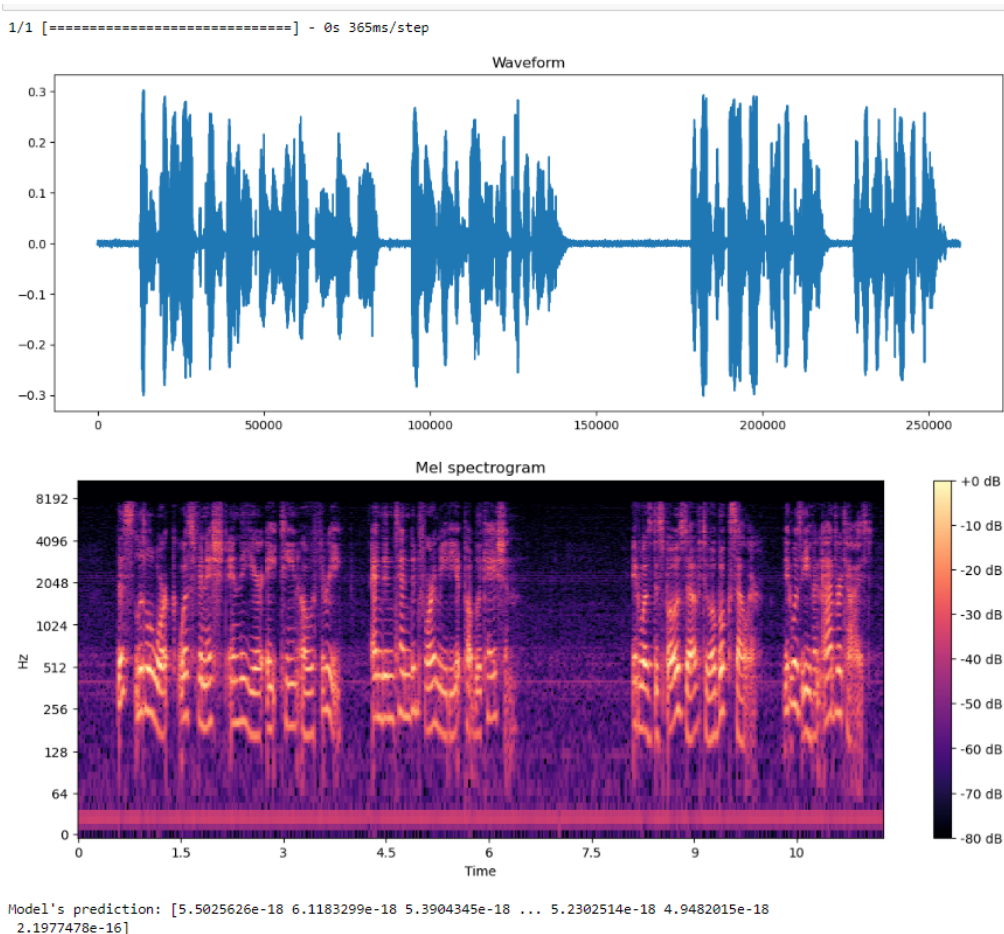 1/1 [==============================] - 0s 365ms/step
Waveform
0.3
0.2
0.1
0.0
−0.1
−0.2
−0.3
0 50000 100000 150000 200000 250000
Mel spectrogram
8192
4096
2048
1024
512
256
128
64
0
Hz
0 1.5 3 4.5 6 7.5 9 10
Time
+0 dB
-10 dB
-20 dB
-30 dB
-40 dB
-50 dB
-60 dB
-70 dB
-80 dB
Model's prediction: [5.5025626e-18 6.1183299e-18 5.3904345e-18 ... 5.2302514e-18 4.9482015e-18
2.1977478e-16]